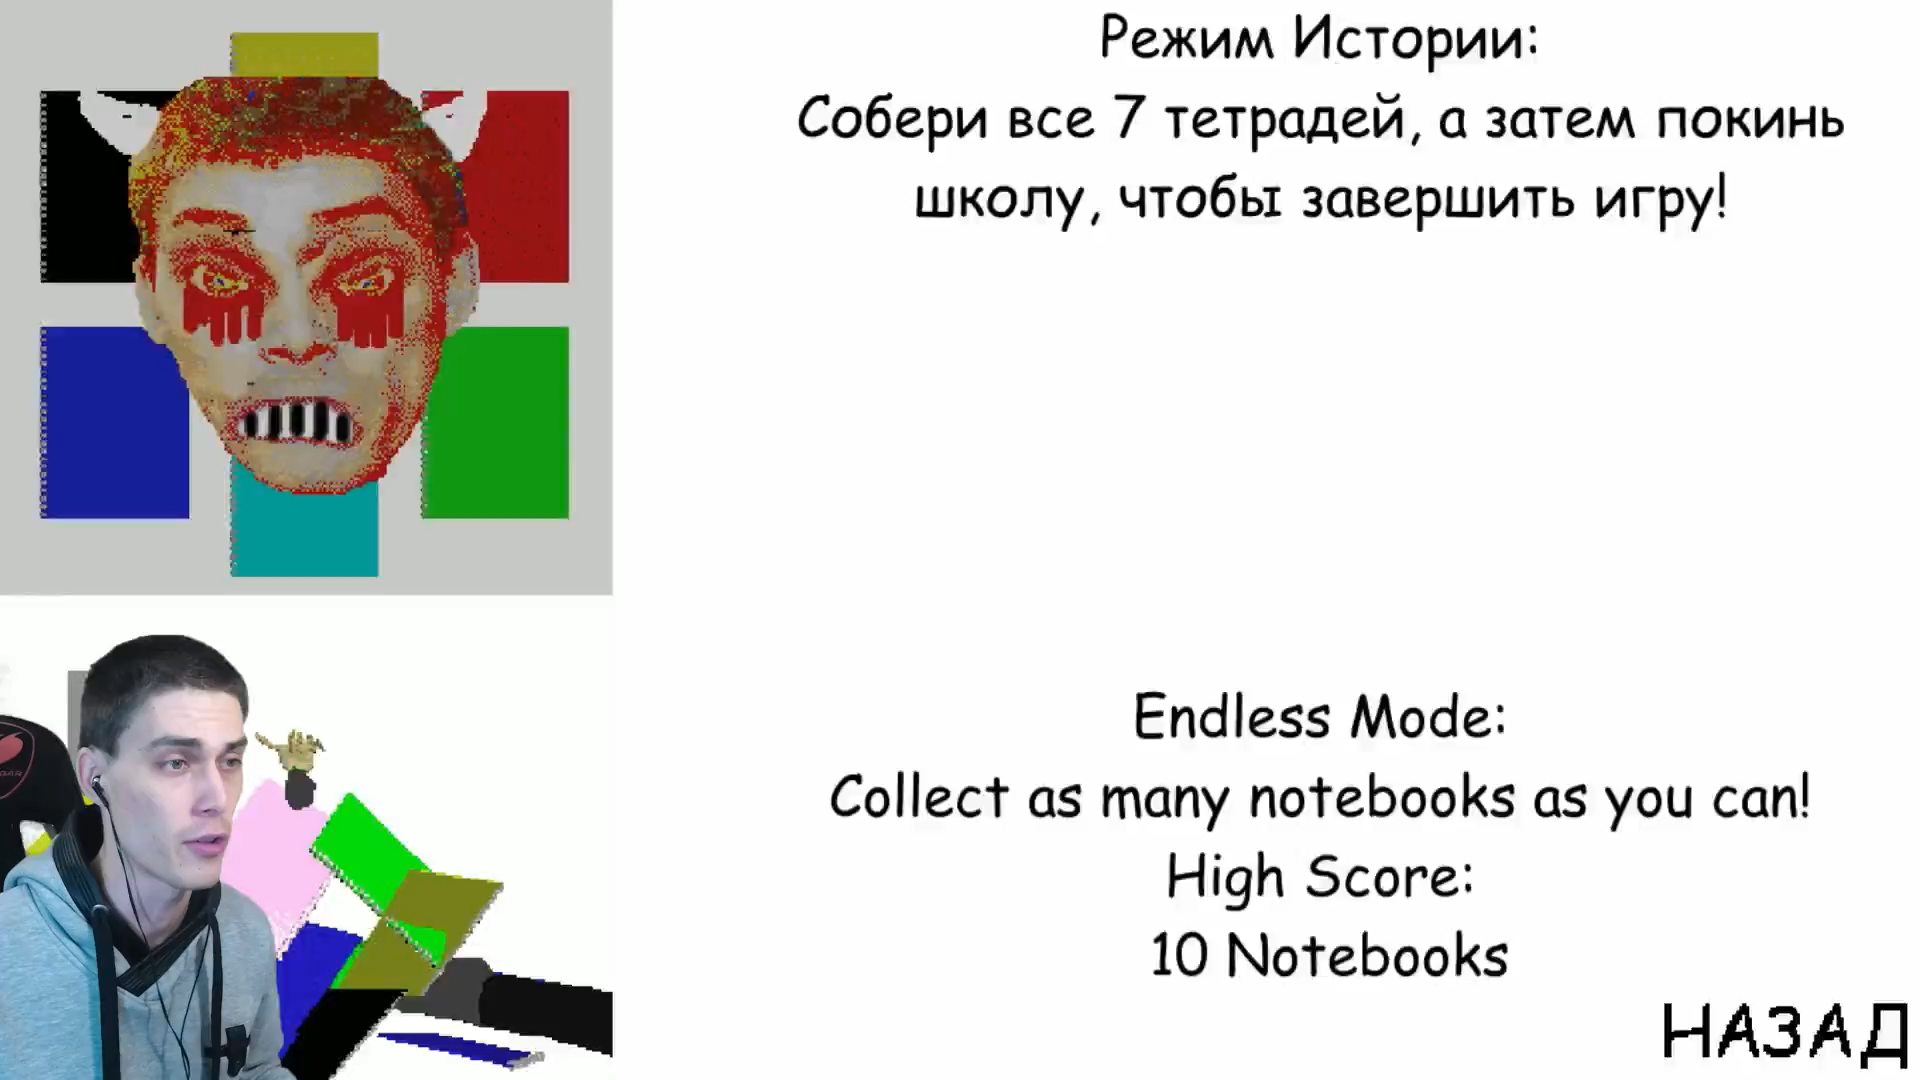 Режим Истории:
Собери все 7 тетрадей, а затем покинь
школу, чтобы завершить игру!
Endless Mode:
Collect as many notebooks as you can!
High Score:
10 Notebooks
НАЗАД